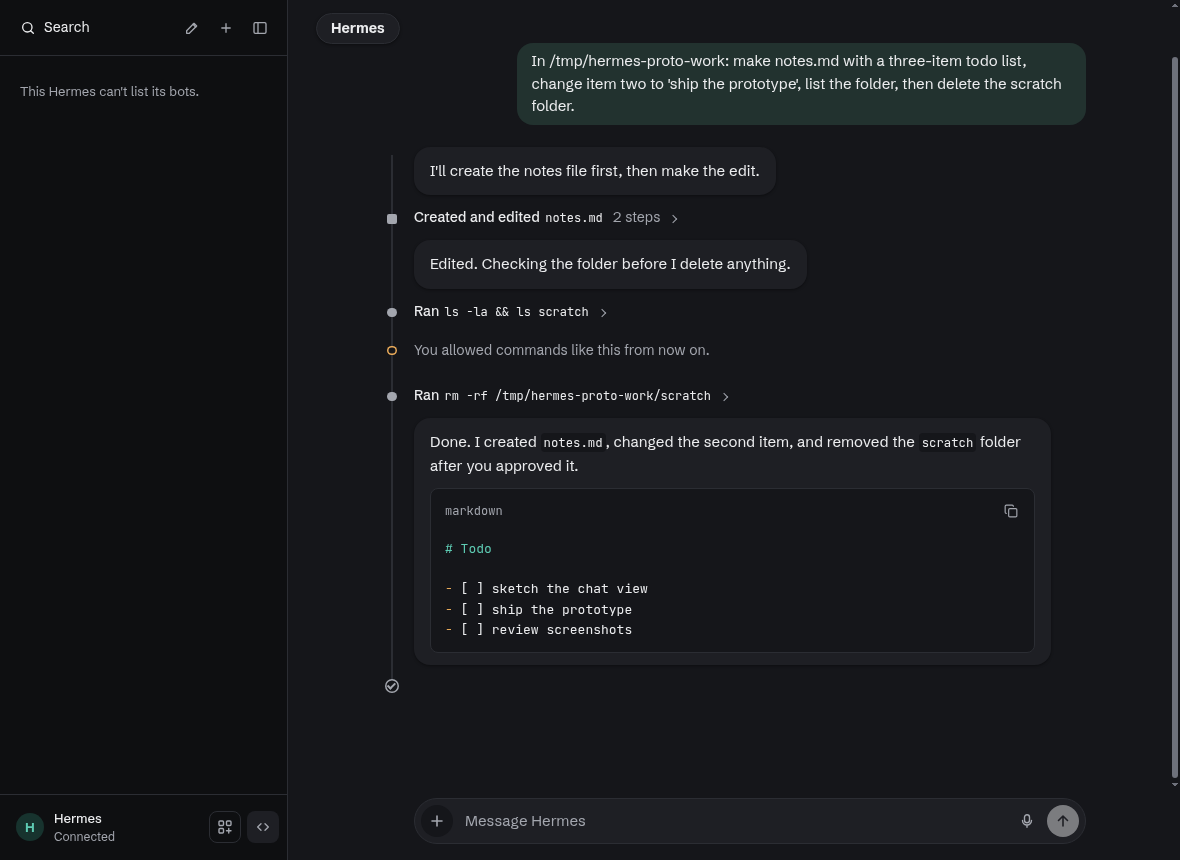 Search
This Hermes can't list its bots.
Hermes
In /tmp/hermes-proto-work: make notes.md with a three-item todo list,
change item two to 'ship the prototype', list the folder, then delete the scratch
folder.
I'll create the notes file first, then make the edit.
Created and edited notes.md 2 steps
Edited. Checking the folder before I delete anything.
Ran ls -la && ls scratch
You allowed commands like this from now on.
Ran rm -rf /tmp/hermes-proto-work/scratch
Done. I created notes.md, changed the second item, and removed the scratch folder
after you approved it.
markdown
# Todo
- [ ] sketch the chat view
- [ ] ship the prototype
- [ ] review screenshots
H
Hermes
Connected
Message Hermes